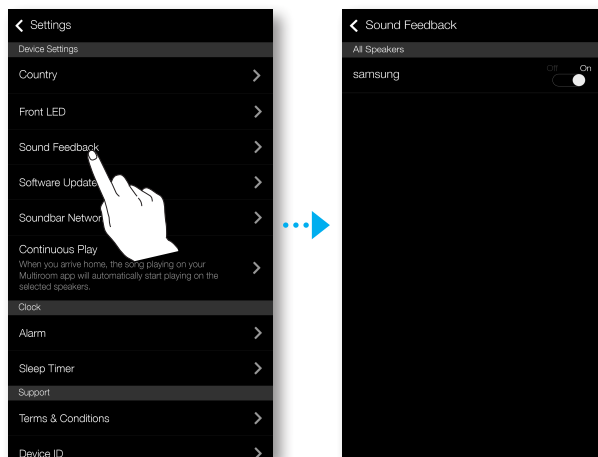 Settings
Device Settings
Country
Front LED
Sound Feedback
Software Update
Soundbar
Continuous Play
When you arrive home, the song playing on your
Multiroom app will automatically start playing on the
selected speakers.
Clock
Alarm
Sleep Timer
Support
Terms & Conditions
Device ID
Sound Feedback
All Speakers
samsung
Off On